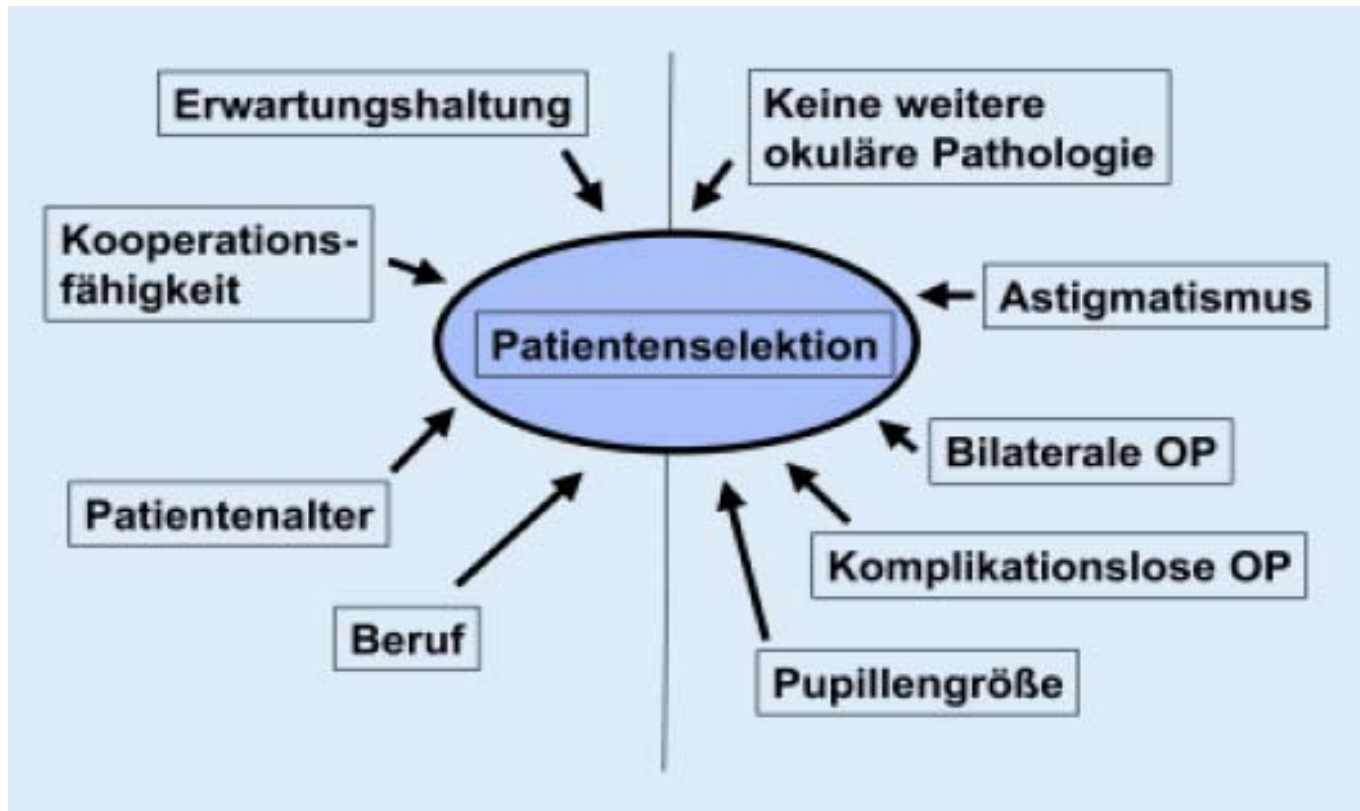 Erwartungshaltung
Keine weitere
okuläre Pathologie
Kooperations-
fähigkeit
Astigmatismus
Patientenselektion
Bilaterale OP
Patientenalter
Komplikationslose OP
Beruf
Pupillengröße